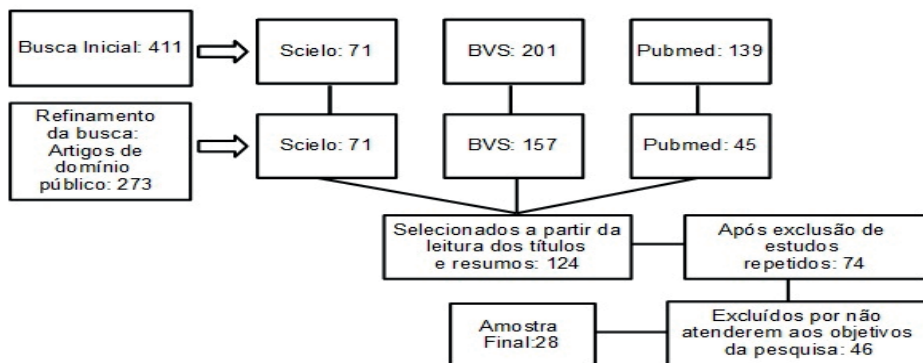 Busca Inicial: 411
Scielo: 71
BVS: 201
Pubmed: 139
Refinamento
da busca:
Artigos de
domínio
público: 273
Scielo: 71
BVS: 157
Pubmed: 45
Selecionados a partir da
leitura dos títulos
e resumos: 124
Após exclusão de
estudos
repetidos: 74
Amostra
Final:28
Excluídos por não
atenderem aos objetivos
da pesquisa: 46